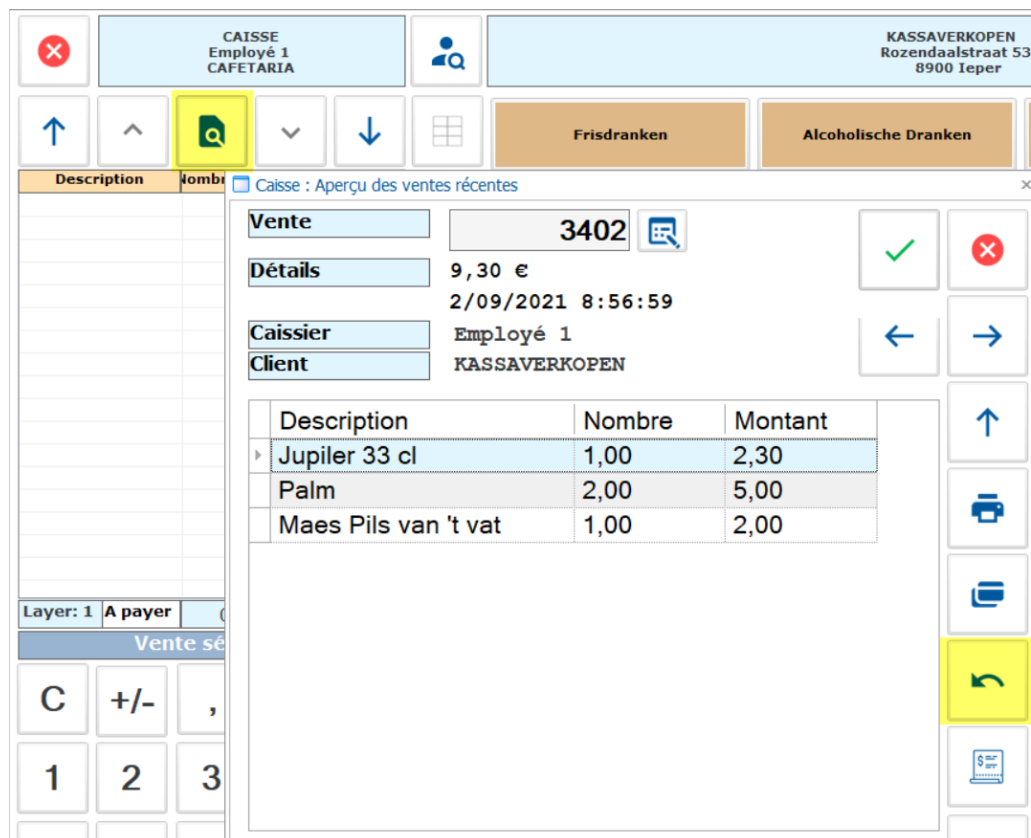 CAISSE
Employé 1
CAFETARIA
KASSAVERKOPEN
Rozendaalstraat 53
8900 Ieper
Frisdranken
Alcoholische Dranken
Description
Caisse : Aperçu des ventes récentes
Vente 3402
Détails 9,30 €
2/09/2021 8:56:59
Caissier Employé 1
Client KASSAVERKOPEN
Description Nombre Montant
Jupiler 33 cl 1,00 2,30
Palm 2,00 5,00
Maes Pils van 't vat 1,00 2,00
Layer: 1 A payer
Vente
C +/- ,
1 2 3